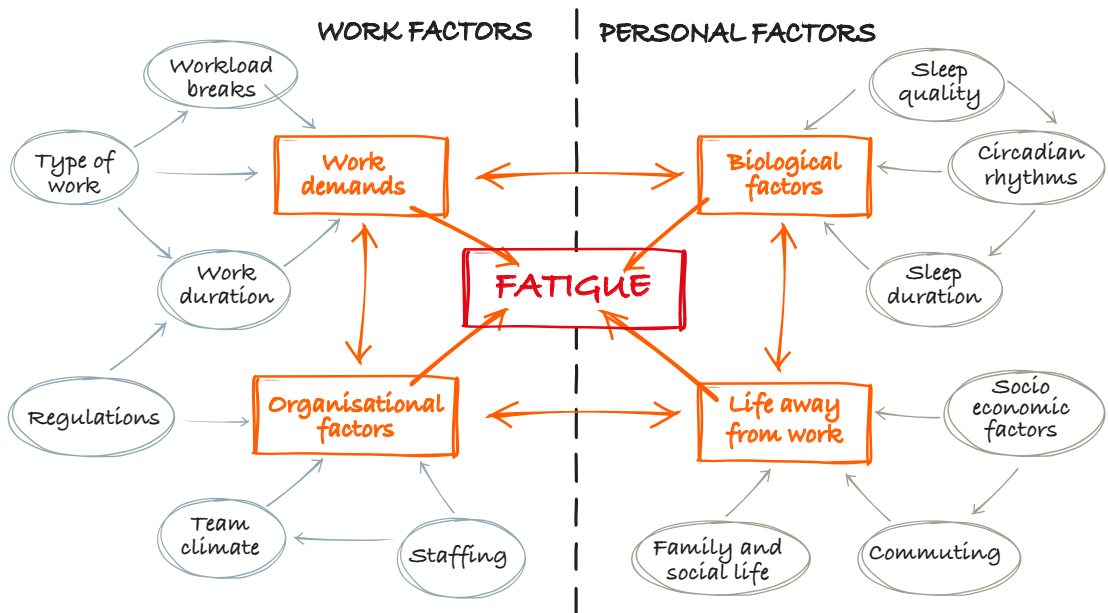 WORK FACTORS
PERSONAL FACTORS
Workload
breaks
Type of
work
Work
demands
Work
duration
Regulations
Organisational
factors
Team
climate
Staffing
FATIGUE
Sleep
quality
Biological
factors
Circadian
rhythms
Sleep
duration
Life away
from work
Socio
economic
factors
Family and
social life
Commuting